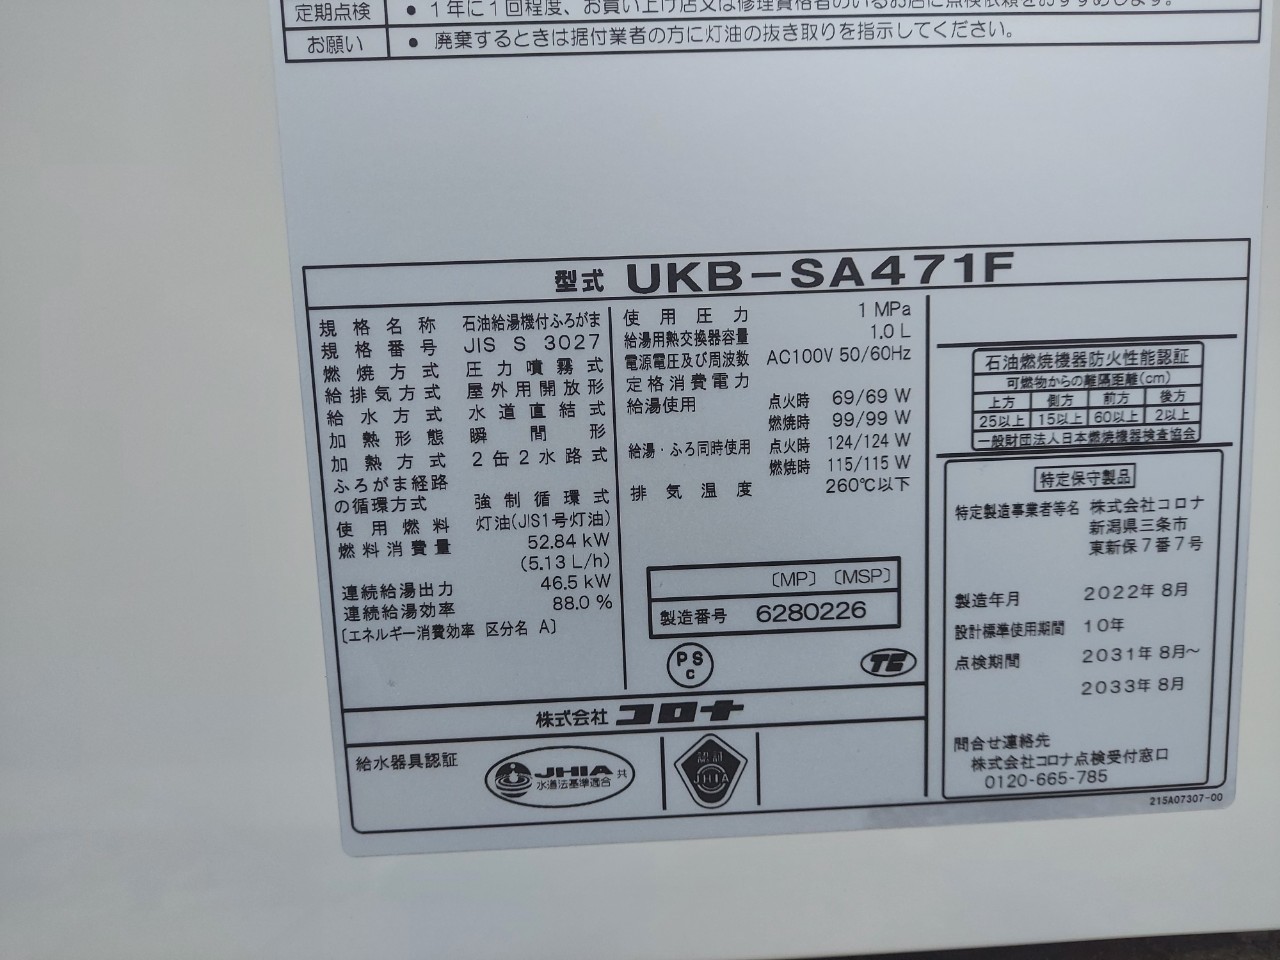 定期点検 ● 1年に1回程度、お買い上げ店又は修理資格者のいるお店に点検依頼をおすすめします。
お願い ● 廃棄するときは据付業者の方に灯油の抜き取りを指示してください。
型式 UKB-SA471F
規格名称 石油給湯機付ふろがま
規格番号 JIS S 3027
燃焼方式 圧力噴霧式
給排気方式 屋外用開放形
給水方式 水道直結式
加熱形態 瞬間形
加熱方式 2缶2水路式
ふろがま経路
の循環方式 強制循環式
使用燃料 灯油(JIS1号灯油)
燃料消費量 52.84 kW
(5.13 L/h)
連続給湯出力 46.5 kW
連続給湯効率 88.0 %
〔エネルギー消費効率 区分名 A〕
使用圧力 1 MPa
給湯用熱交換器容量 1.0 L
電源電圧及び周波数 AC100V 50/60Hz
定格消費電力
給湯使用 点火時 69/69 W
燃焼時 99/99 W
給湯・ふろ同時使用 点火時 124/124 W
燃焼時 115/115 W
排気温度 260℃以下
〔MP〕〔MSP〕
製造番号 6280226
PS
C
株式会社 コロナ
給水器具認証
JHIA 共
水道法基準適合
JHIA
石油燃焼機器防火性能認証
可燃物からの離隔距離(cm)
上方 側方 前方 後方
25以上 15以上 60以上 2以上
一般財団法人日本燃焼機器検査協会
特定保守製品
特定製造事業者等名 株式会社コロナ
新潟県三条市
東新保7番7号
製造年月 2022年 8月
設計標準使用期間 10年
点検期間 2031年 8月〜
2033年 8月
問合せ連絡先
株式会社コロナ点検受付窓口
0120-665-785
215A07307-00